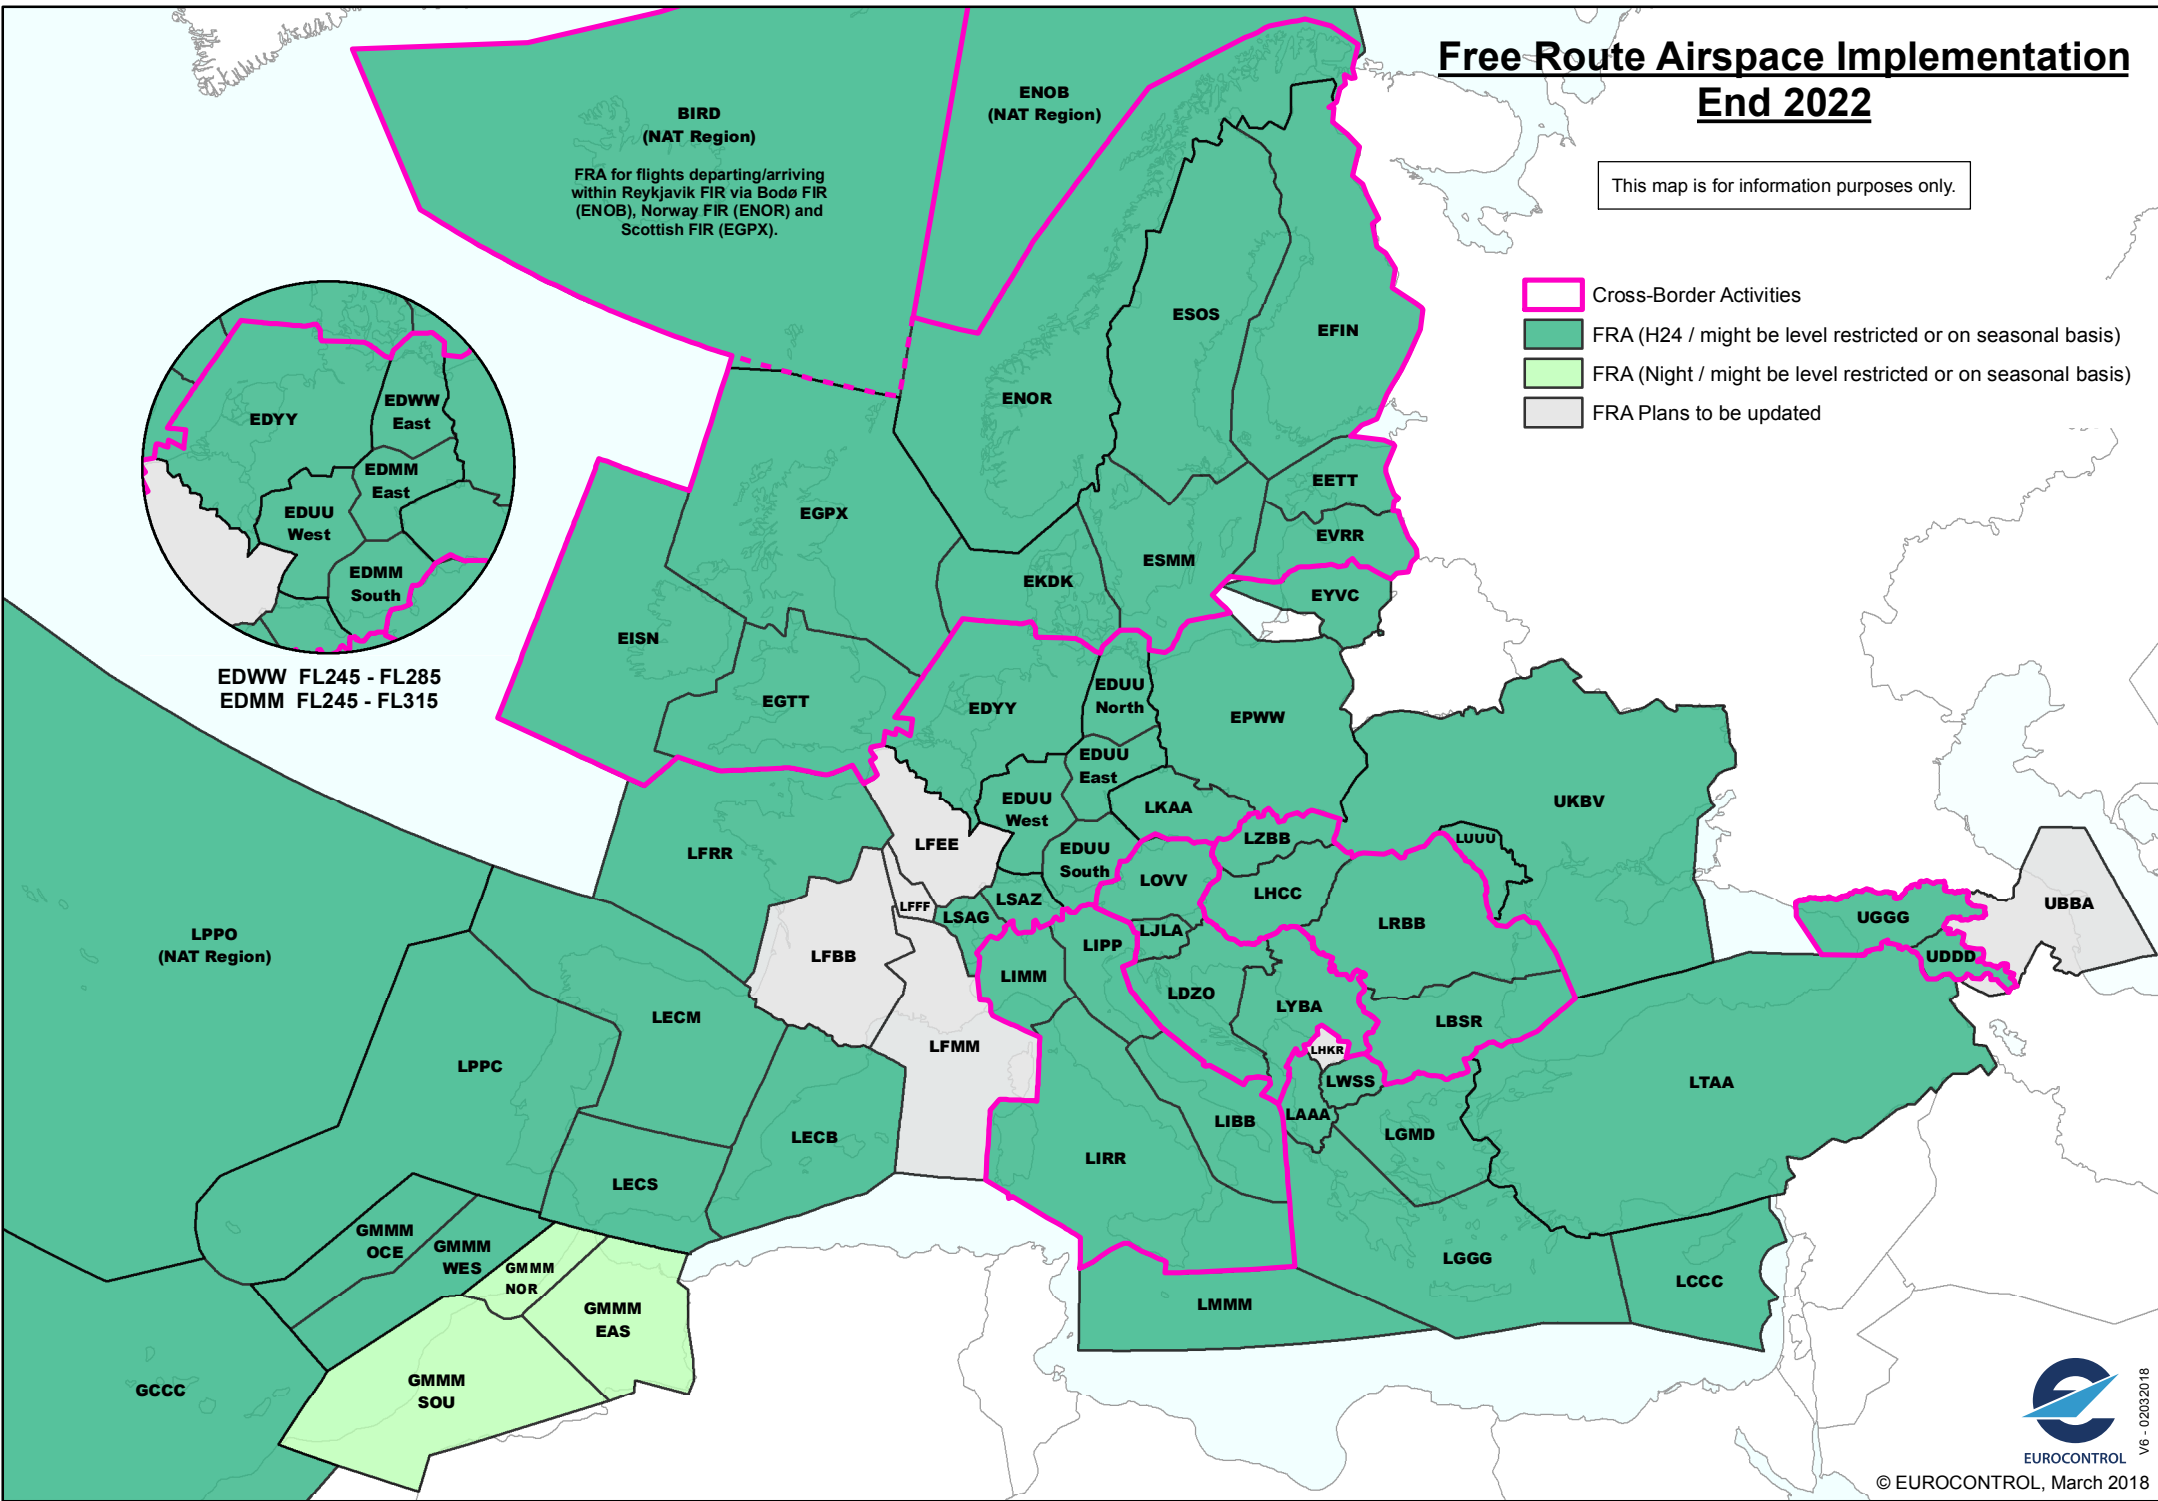 Free Route Airspace Implementation
End 2022
This map is for information purposes only.
Cross-Border Activities
FRA (H24 / might be level restricted or on seasonal basis)
FRA (Night / might be level restricted or on seasonal basis)
FRA Plans to be updated
BIRD
(NAT Region)
FRA for flights departing/arriving
within Reykjavik FIR via Bodø FIR
(ENOB), Norway FIR (ENOR) and
Scottish FIR (EGPX).
ENOB
(NAT Region)
ESOS
EFIN
ENOR
EETT
EVRR
EYVC
ESMM
EKDK
EGPX
EISN
EGTT
EDYY
EDWW
East
EDMM
East
EDUU
West
EDMM
South
EDWW FL245 - FL285
EDMM FL245 - FL315
EDYY
EDUU
North
EPWW
EDUU
East
EDUU
West
LKAA
EDUU
South
LZBB
LOVV
LHCC
UKBV
LUUU
LRBB
LFEE
LFRR
LFFF
LSAG
LSAZ
LFBB
LFMM
LIMM
LIPP
LJLA
LDZO
LYBA
LBSR
LHKR
LWSS
LAAA
LGMD
LIBB
LIRR
LTAA
UGGG
UDDD
UBBA
LPPO
(NAT Region)
LECM
LPPC
LECB
LECS
GMMM
OCE
GMMM
WES
GMMM
NOR
GMMM
EAS
GMMM
SOU
GCCC
LMMM
LGGG
LCCC
EUROCONTROL
V6 - 02032018
© EUROCONTROL, March 2018